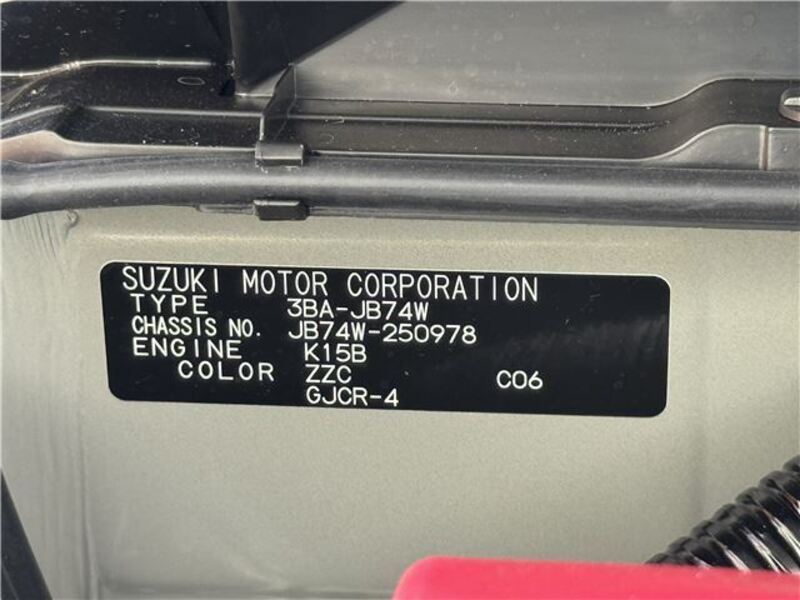 SUZUKI MOTOR CORPORATION
TYPE 3BA-JB74W
CHASSIS NO. JB74W-250978
ENGINE K15B
COLOR ZZC C06
GJCR-4